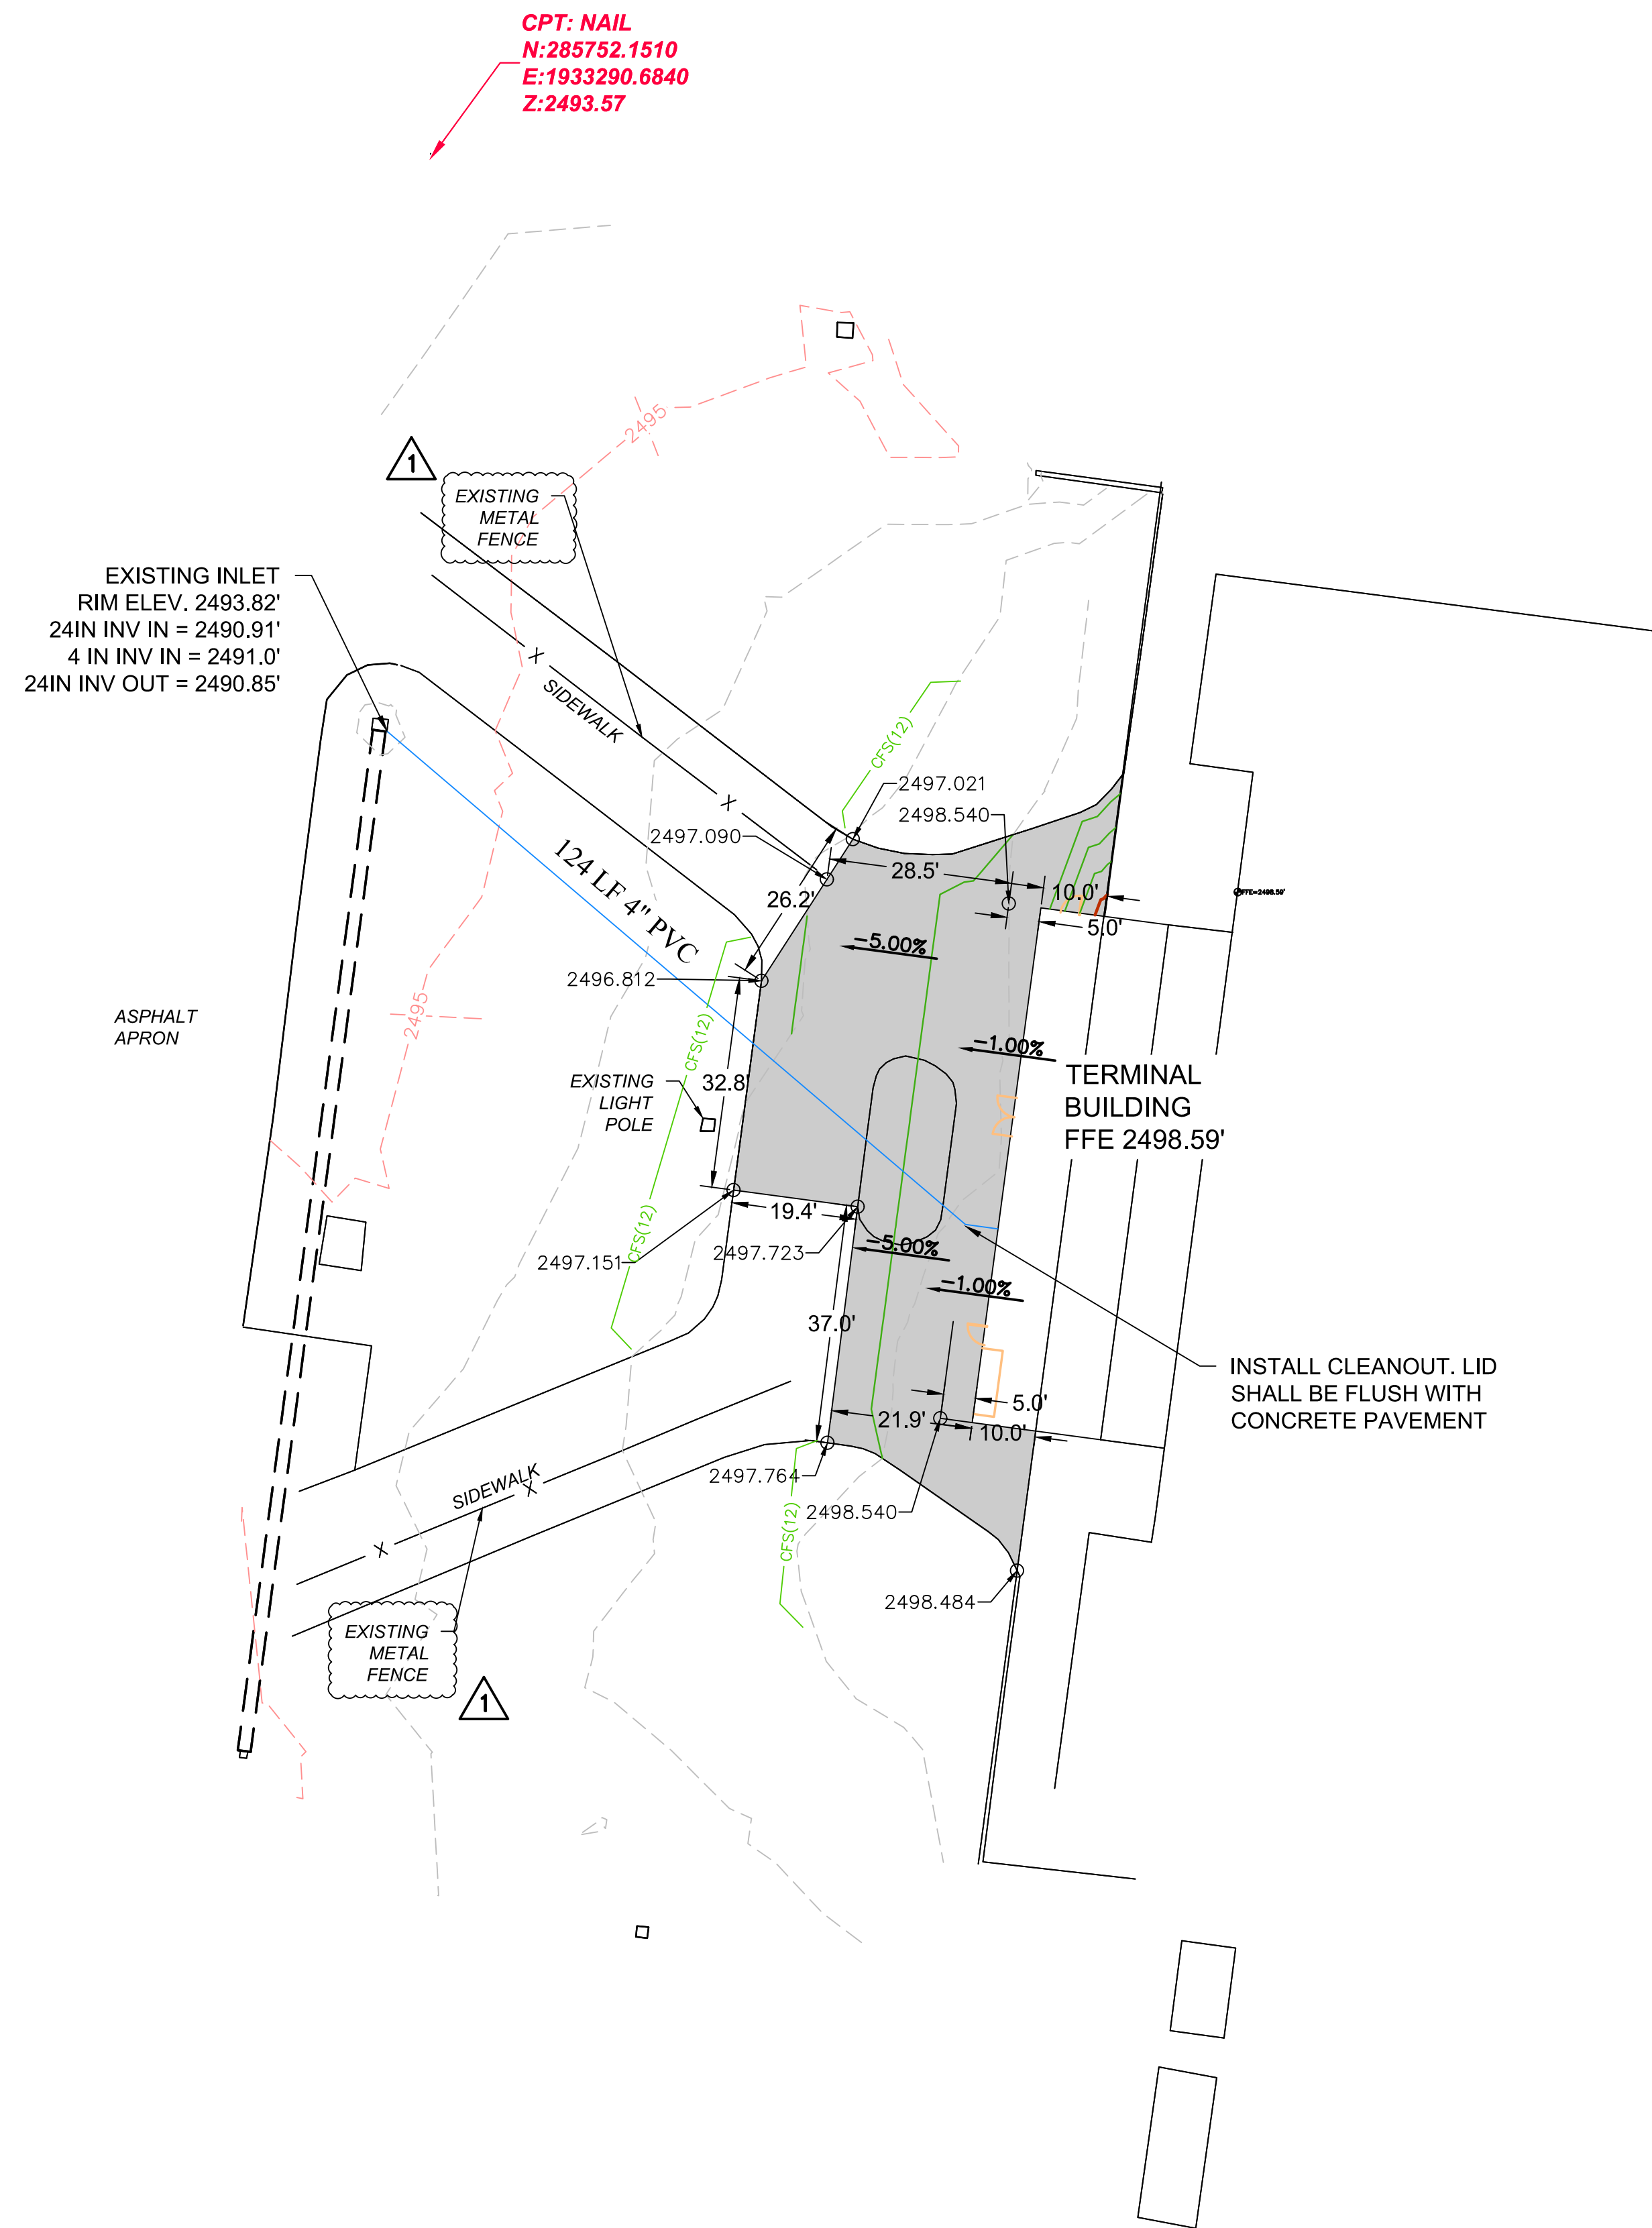 CPT: NAIL
N:285752.1510
E:1933290.6840
Z:2493.57
2495
1
EXISTING
METAL
FENCE
EXISTING INLET
RIM ELEV. 2493.82'
24IN INV IN = 2490.91'
4 IN INV IN = 2491.0'
24IN INV OUT = 2490.85'
X
SIDEWALK
X
CFS(12)
2497.021
2498.540
2497.090
124 LF 4" PVC
28.5'
10.0'
FFE=2498.59'
26.2'
5.0'
-5.00%
2496.812
2495
ASPHALT
APRON
CFS(12)
-1.00%
TERMINAL
BUILDING
FFE 2498.59'
EXISTING
LIGHT
POLE
32.8'
19.4'
CFS(12)
2497.151
2497.723
-5.00%
-1.00%
37.0'
INSTALL CLEANOUT. LID
SHALL BE FLUSH WITH
CONCRETE PAVEMENT
5.0'
21.9'
10.0'
2497.764
SIDEWALK
X
2498.540
CFS(12)
X
2498.484
EXISTING
METAL
FENCE
1